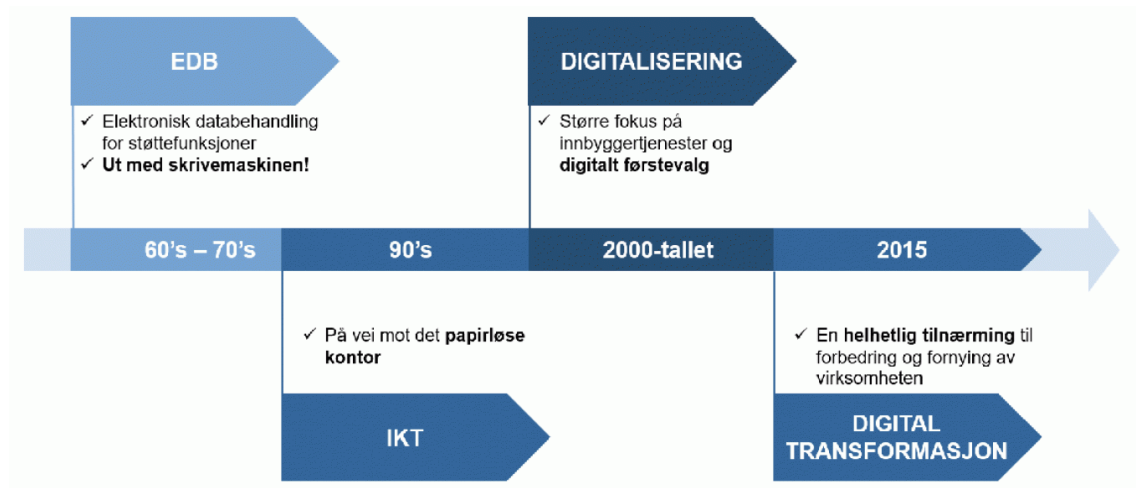 EDB
✓ Elektronisk databehandling
for støttefunksjoner
✓ Ut med skrivemaskinen!
DIGITALISERING
✓ Større fokus på
innbyggertjenester og
digitalt førstevalg
60's – 70's
90's
2000-tallet
2015
✓ På vei mot det papirløse
kontor
IKT
✓ En helhetlig tilnærming til
forbedring og fornying av
virksomheten
DIGITAL
TRANSFORMASJON